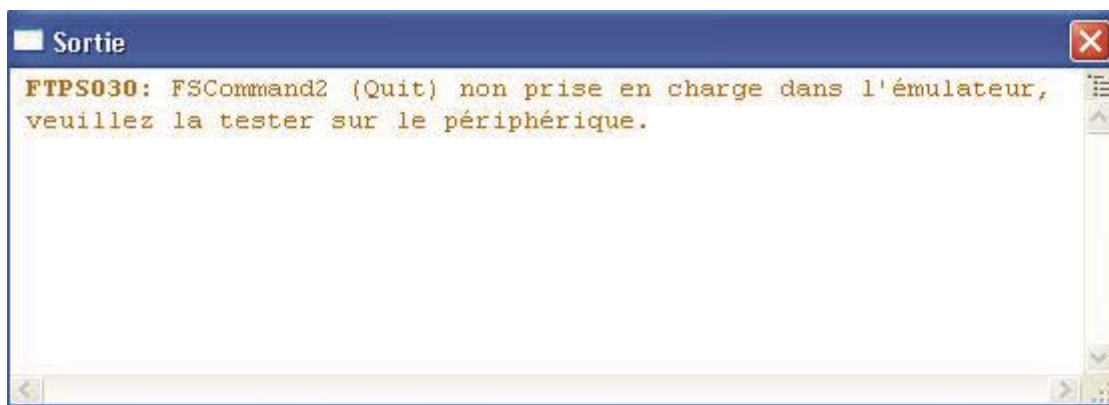 Sortie
FTPS030: FSCommand2 (Quit) non prise en charge dans l'émulateur,
veuillez la tester sur le périphérique.